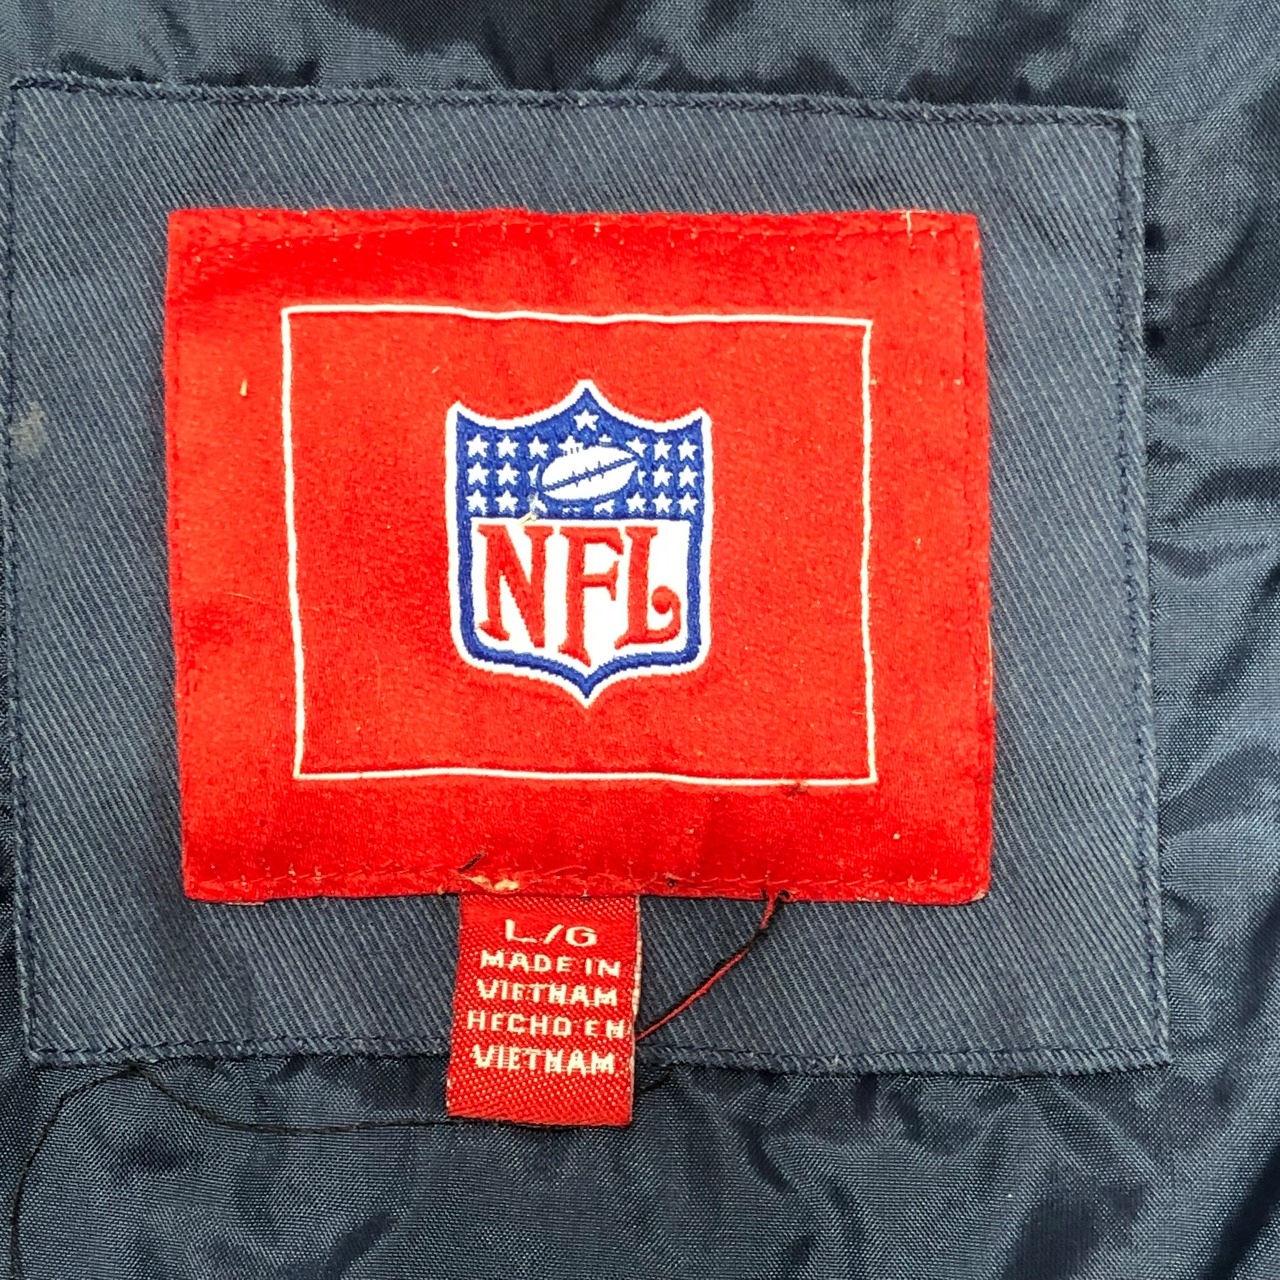 NFL
L/G
MADE IN
VIETNAM
HECHO EN
VIETNAM